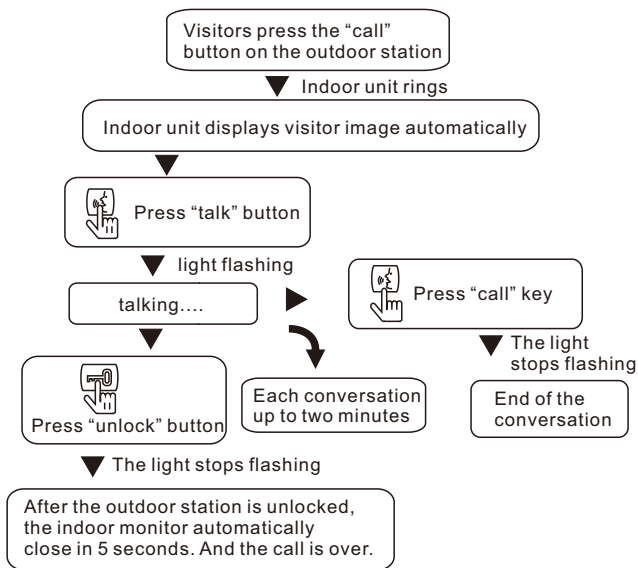 Visitors press the “call”
button on the outdoor station
Indoor unit rings
Indoor unit displays visitor image automatically
Press “talk” button
light flashing
talking....
Press “call” key
The light
stops flashing
End of the
conversation
Each conversation
up to two minutes
Press “unlock” button
The light stops flashing
After the outdoor station is unlocked,
the indoor monitor automatically
close in 5 seconds. And the call is over.